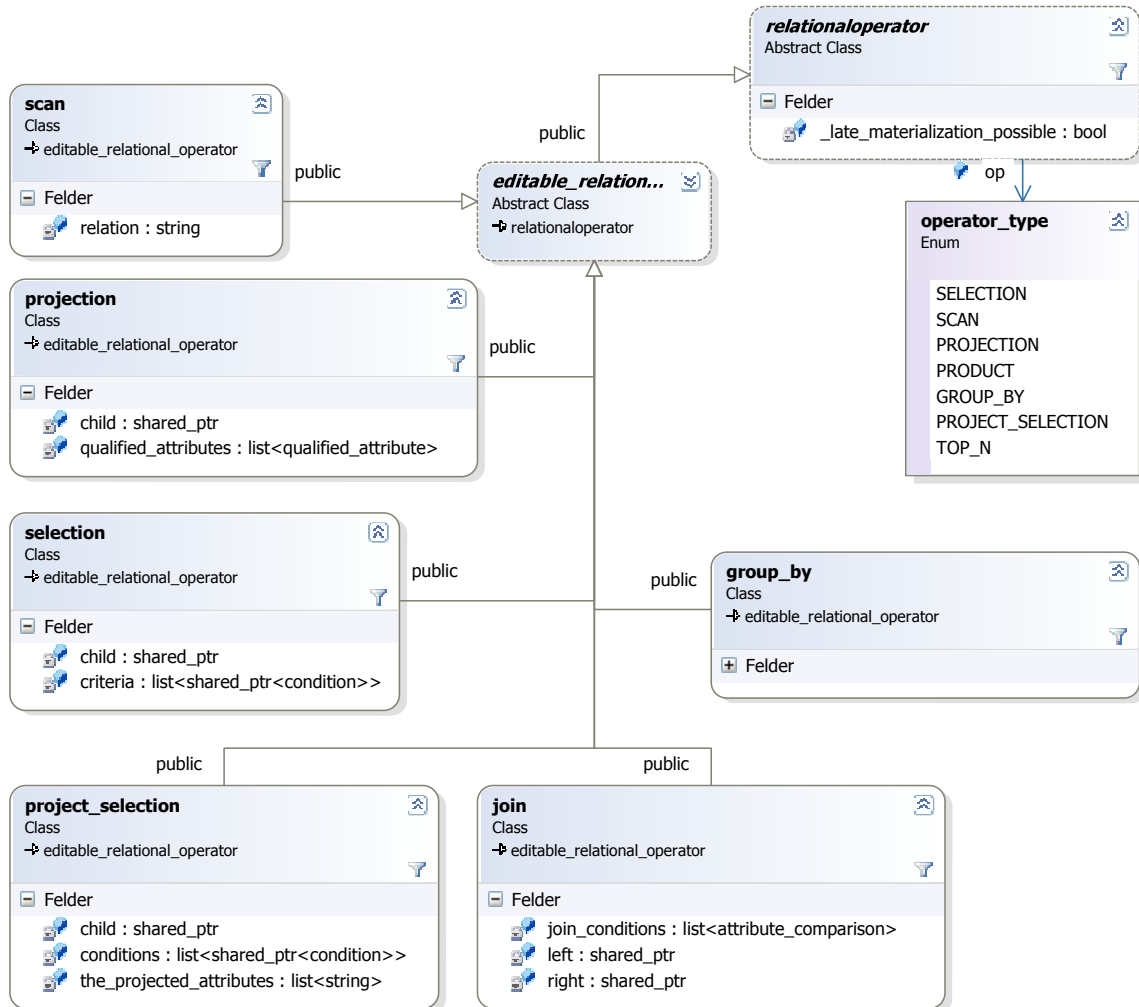 relationaloperator
Abstract Class
Felder
_late_materialization_possible : bool
op
public
scan
Class
editable_relational_operator
Felder
relation : string
public
editable_relation...
Abstract Class
relationaloperator
operator_type
Enum
SELECTION
SCAN
PROJECTION
PRODUCT
GROUP_BY
PROJECT_SELECTION
TOP_N
projection
Class
editable_relational_operator
Felder
child : shared_ptr
qualified_attributes : list<qualified_attribute>
public
selection
Class
editable_relational_operator
Felder
child : shared_ptr
criteria : list<shared_ptr<condition>>
public
public
group_by
Class
editable_relational_operator
Felder
public
project_selection
Class
editable_relational_operator
Felder
child : shared_ptr
conditions : list<shared_ptr<condition>>
the_projected_attributes : list<string>
public
join
Class
editable_relational_operator
Felder
join_conditions : list<attribute_comparison>
left : shared_ptr
right : shared_ptr